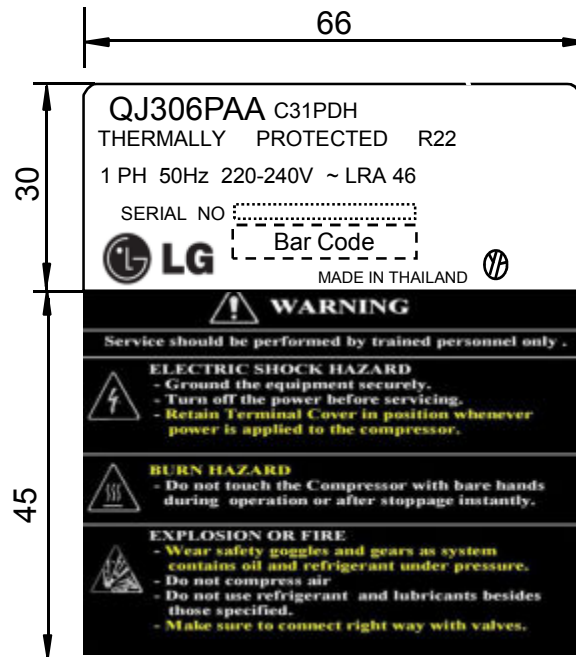 66
30
QJ306PAA C31PDH
THERMALLY PROTECTED R22
1 PH 50Hz 220-240V ~ LRA 46
SERIAL NO
LG
Bar Code
MADE IN THAILAND
45
WARNING
Service should be performed by trained personnel only .
ELECTRIC SHOCK HAZARD
- Ground the equipment securely.
- Turn off the power before servicing.
- Retain Terminal Cover in position whenever
power is applied to the compressor.
BURN HAZARD
- Do not touch the Compressor with bare hands
during operation or after stoppage instantly.
EXPLOSION OR FIRE
- Wear safety goggles and gears as system
contains oil and refrigerant under pressure.
- Do not compress air
- Do not use refrigerant and lubricants besides
those specified.
- Make sure to connect right way with valves.